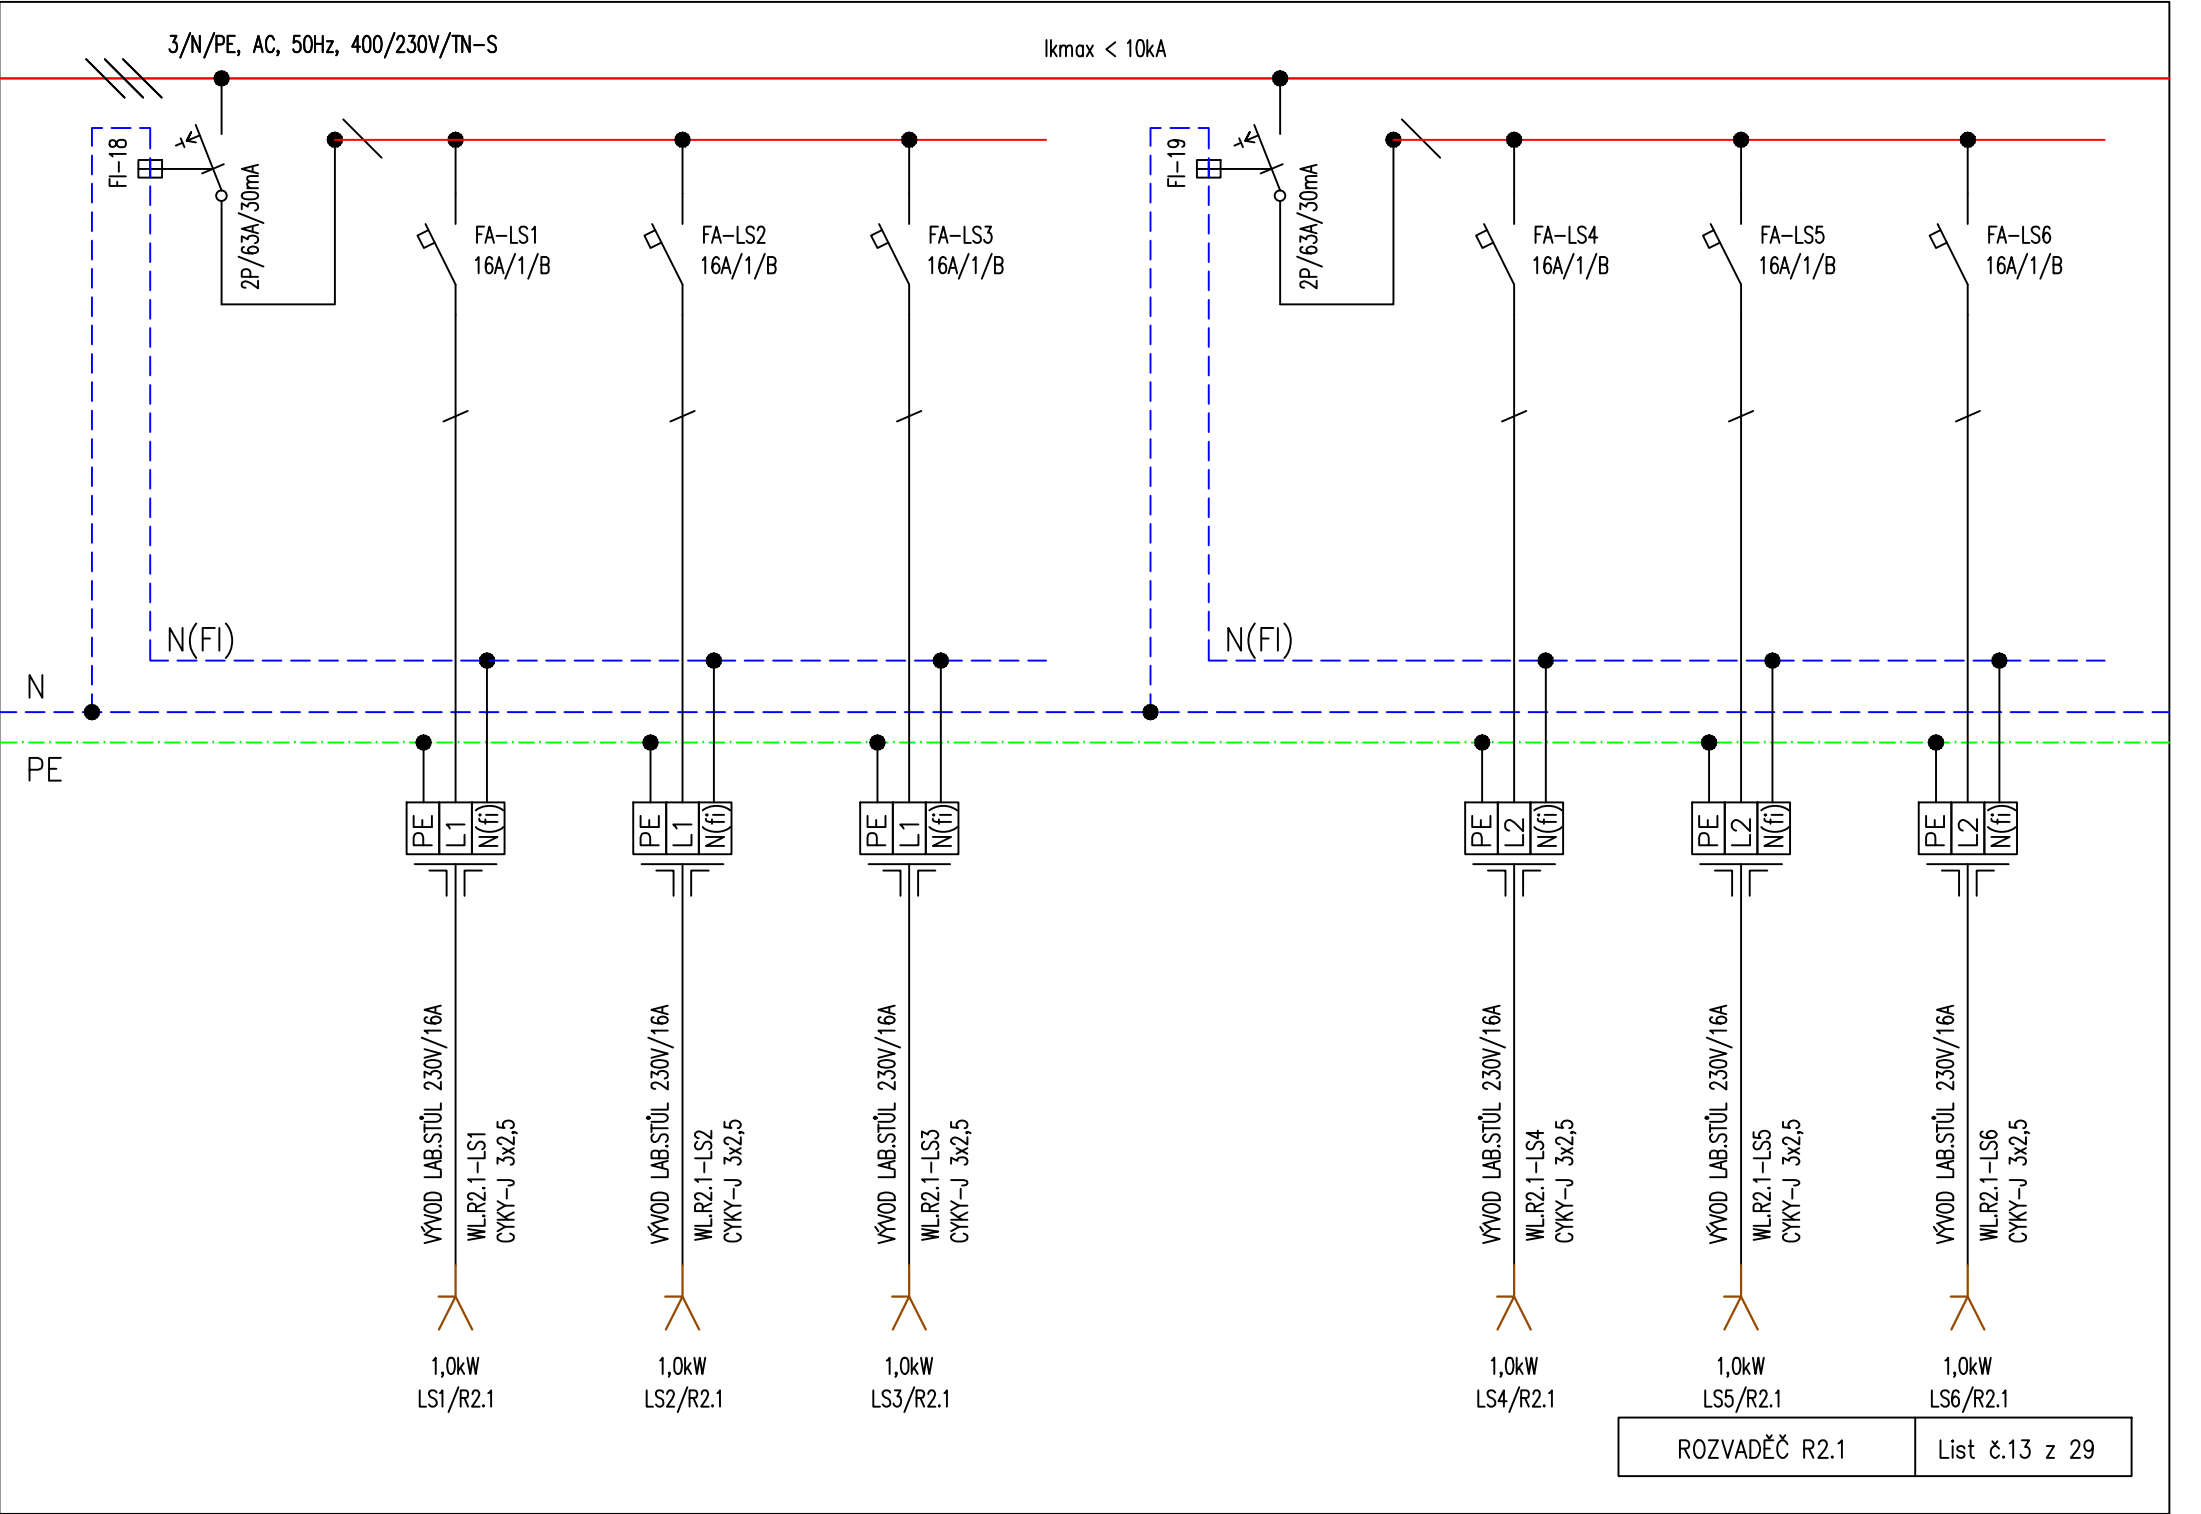 3/N/PE, AC, 50Hz, 400/230V/TN-S
Ikmax < 10kA
FI-18
2P/63A/30mA
FA-LS1
16A/1/B
FA-LS2
16A/1/B
FA-LS3
16A/1/B
FI-19
2P/63A/30mA
FA-LS4
16A/1/B
FA-LS5
16A/1/B
FA-LS6
16A/1/B
N(FI)
N(FI)
N
PE
PE L1 N(fi)
PE L1 N(fi)
PE L1 N(fi)
PE L2 N(fi)
PE L2 N(fi)
PE L2 N(fi)
VÝVOD LAB.STŮL 230V/16A
WL.R2.1-LS1
CYKY-J 3x2,5
VÝVOD LAB.STŮL 230V/16A
WL.R2.1-LS2
CYKY-J 3x2,5
VÝVOD LAB.STŮL 230V/16A
WL.R2.1-LS3
CYKY-J 3x2,5
VÝVOD LAB.STŮL 230V/16A
WL.R2.1-LS4
CYKY-J 3x2,5
VÝVOD LAB.STŮL 230V/16A
WL.R2.1-LS5
CYKY-J 3x2,5
VÝVOD LAB.STŮL 230V/16A
WL.R2.1-LS6
CYKY-J 3x2,5
1,0kW
LS1/R2.1
1,0kW
LS2/R2.1
1,0kW
LS3/R2.1
1,0kW
LS4/R2.1
1,0kW
LS5/R2.1
1,0kW
LS6/R2.1
ROZVADĚČ R2.1
List č.13 z 29